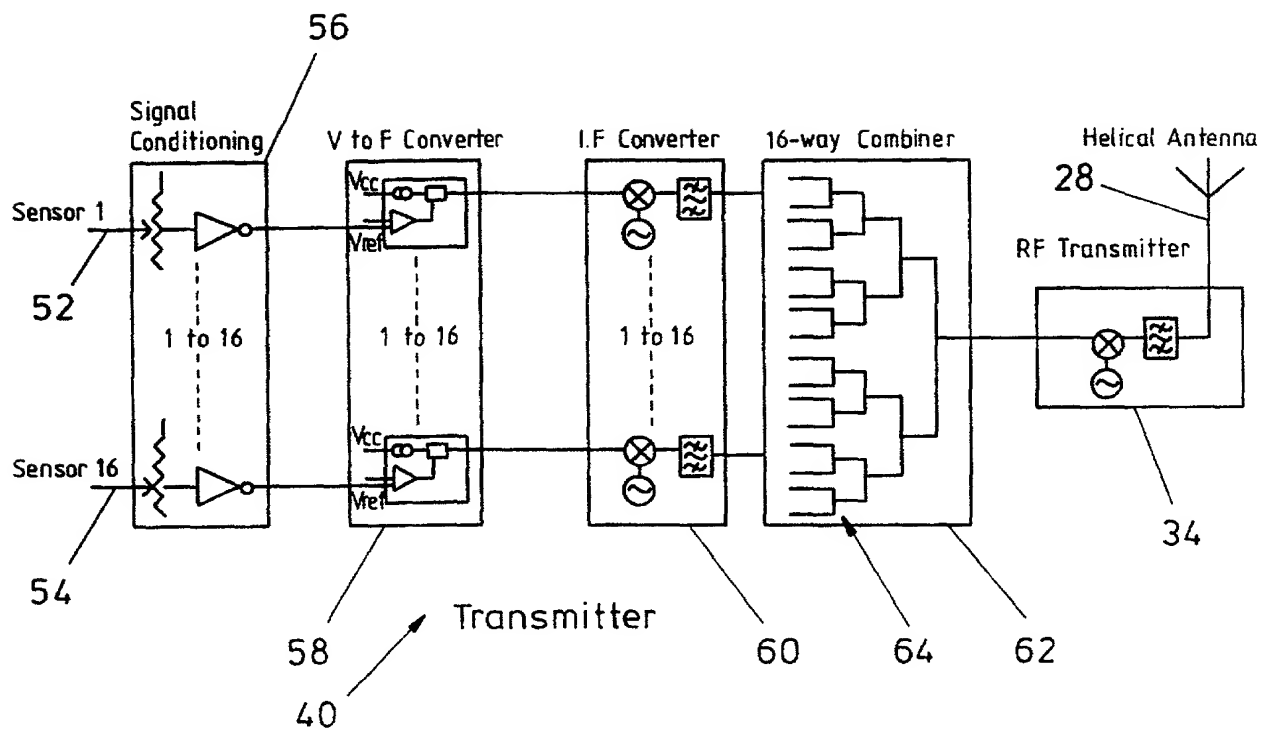 56
Signal
Conditioning
V to F Converter
I.F Converter
16-way Combiner
Helical Antenna
28
Vcc
Sensor 1
Vref
RF Transmitter
52
1 to 16
1 to 16
1 to 16
Vcc
Sensor 16
Vref
34
54
Transmitter
58
60
64
62
40